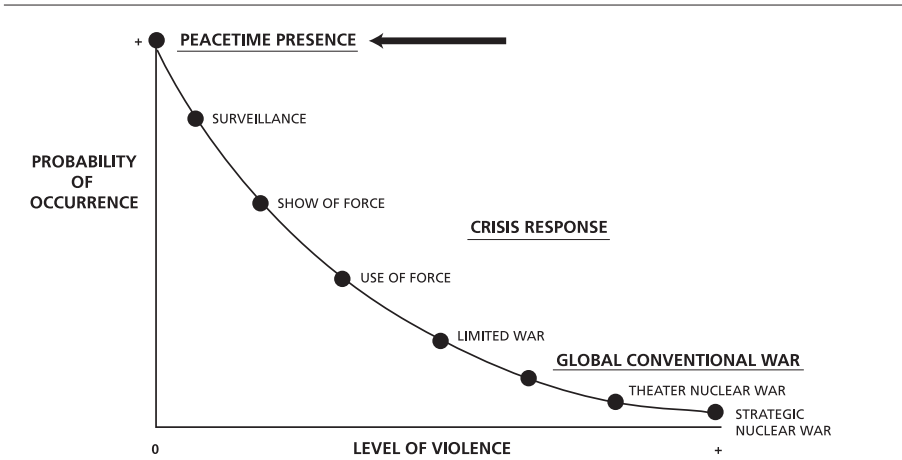 + PEACETIME PRESENCE
SURVEILLANCE
PROBABILITY
OF
OCCURRENCE
SHOW OF FORCE
CRISIS RESPONSE
USE OF FORCE
LIMITED WAR
GLOBAL CONVENTIONAL WAR
THEATER NUCLEAR WAR
STRATEGIC
NUCLEAR WAR
0 LEVEL OF VIOLENCE +